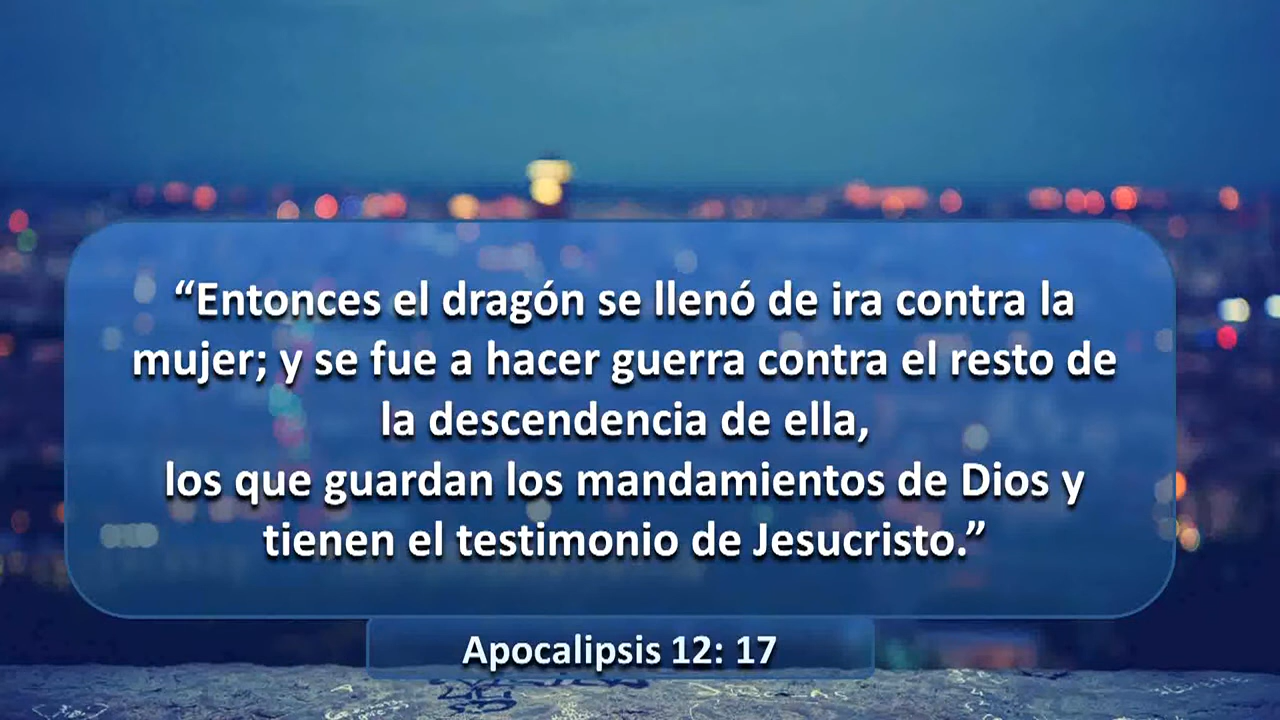 “Entonces el dragón se llenó de ira contra la
mujer; y se fue a hacer guerra contra el resto de
la descendencia de ella,
los que guardan los mandamientos de Dios y
tienen el testimonio de Jesucristo.”
Apocalipsis 12: 17